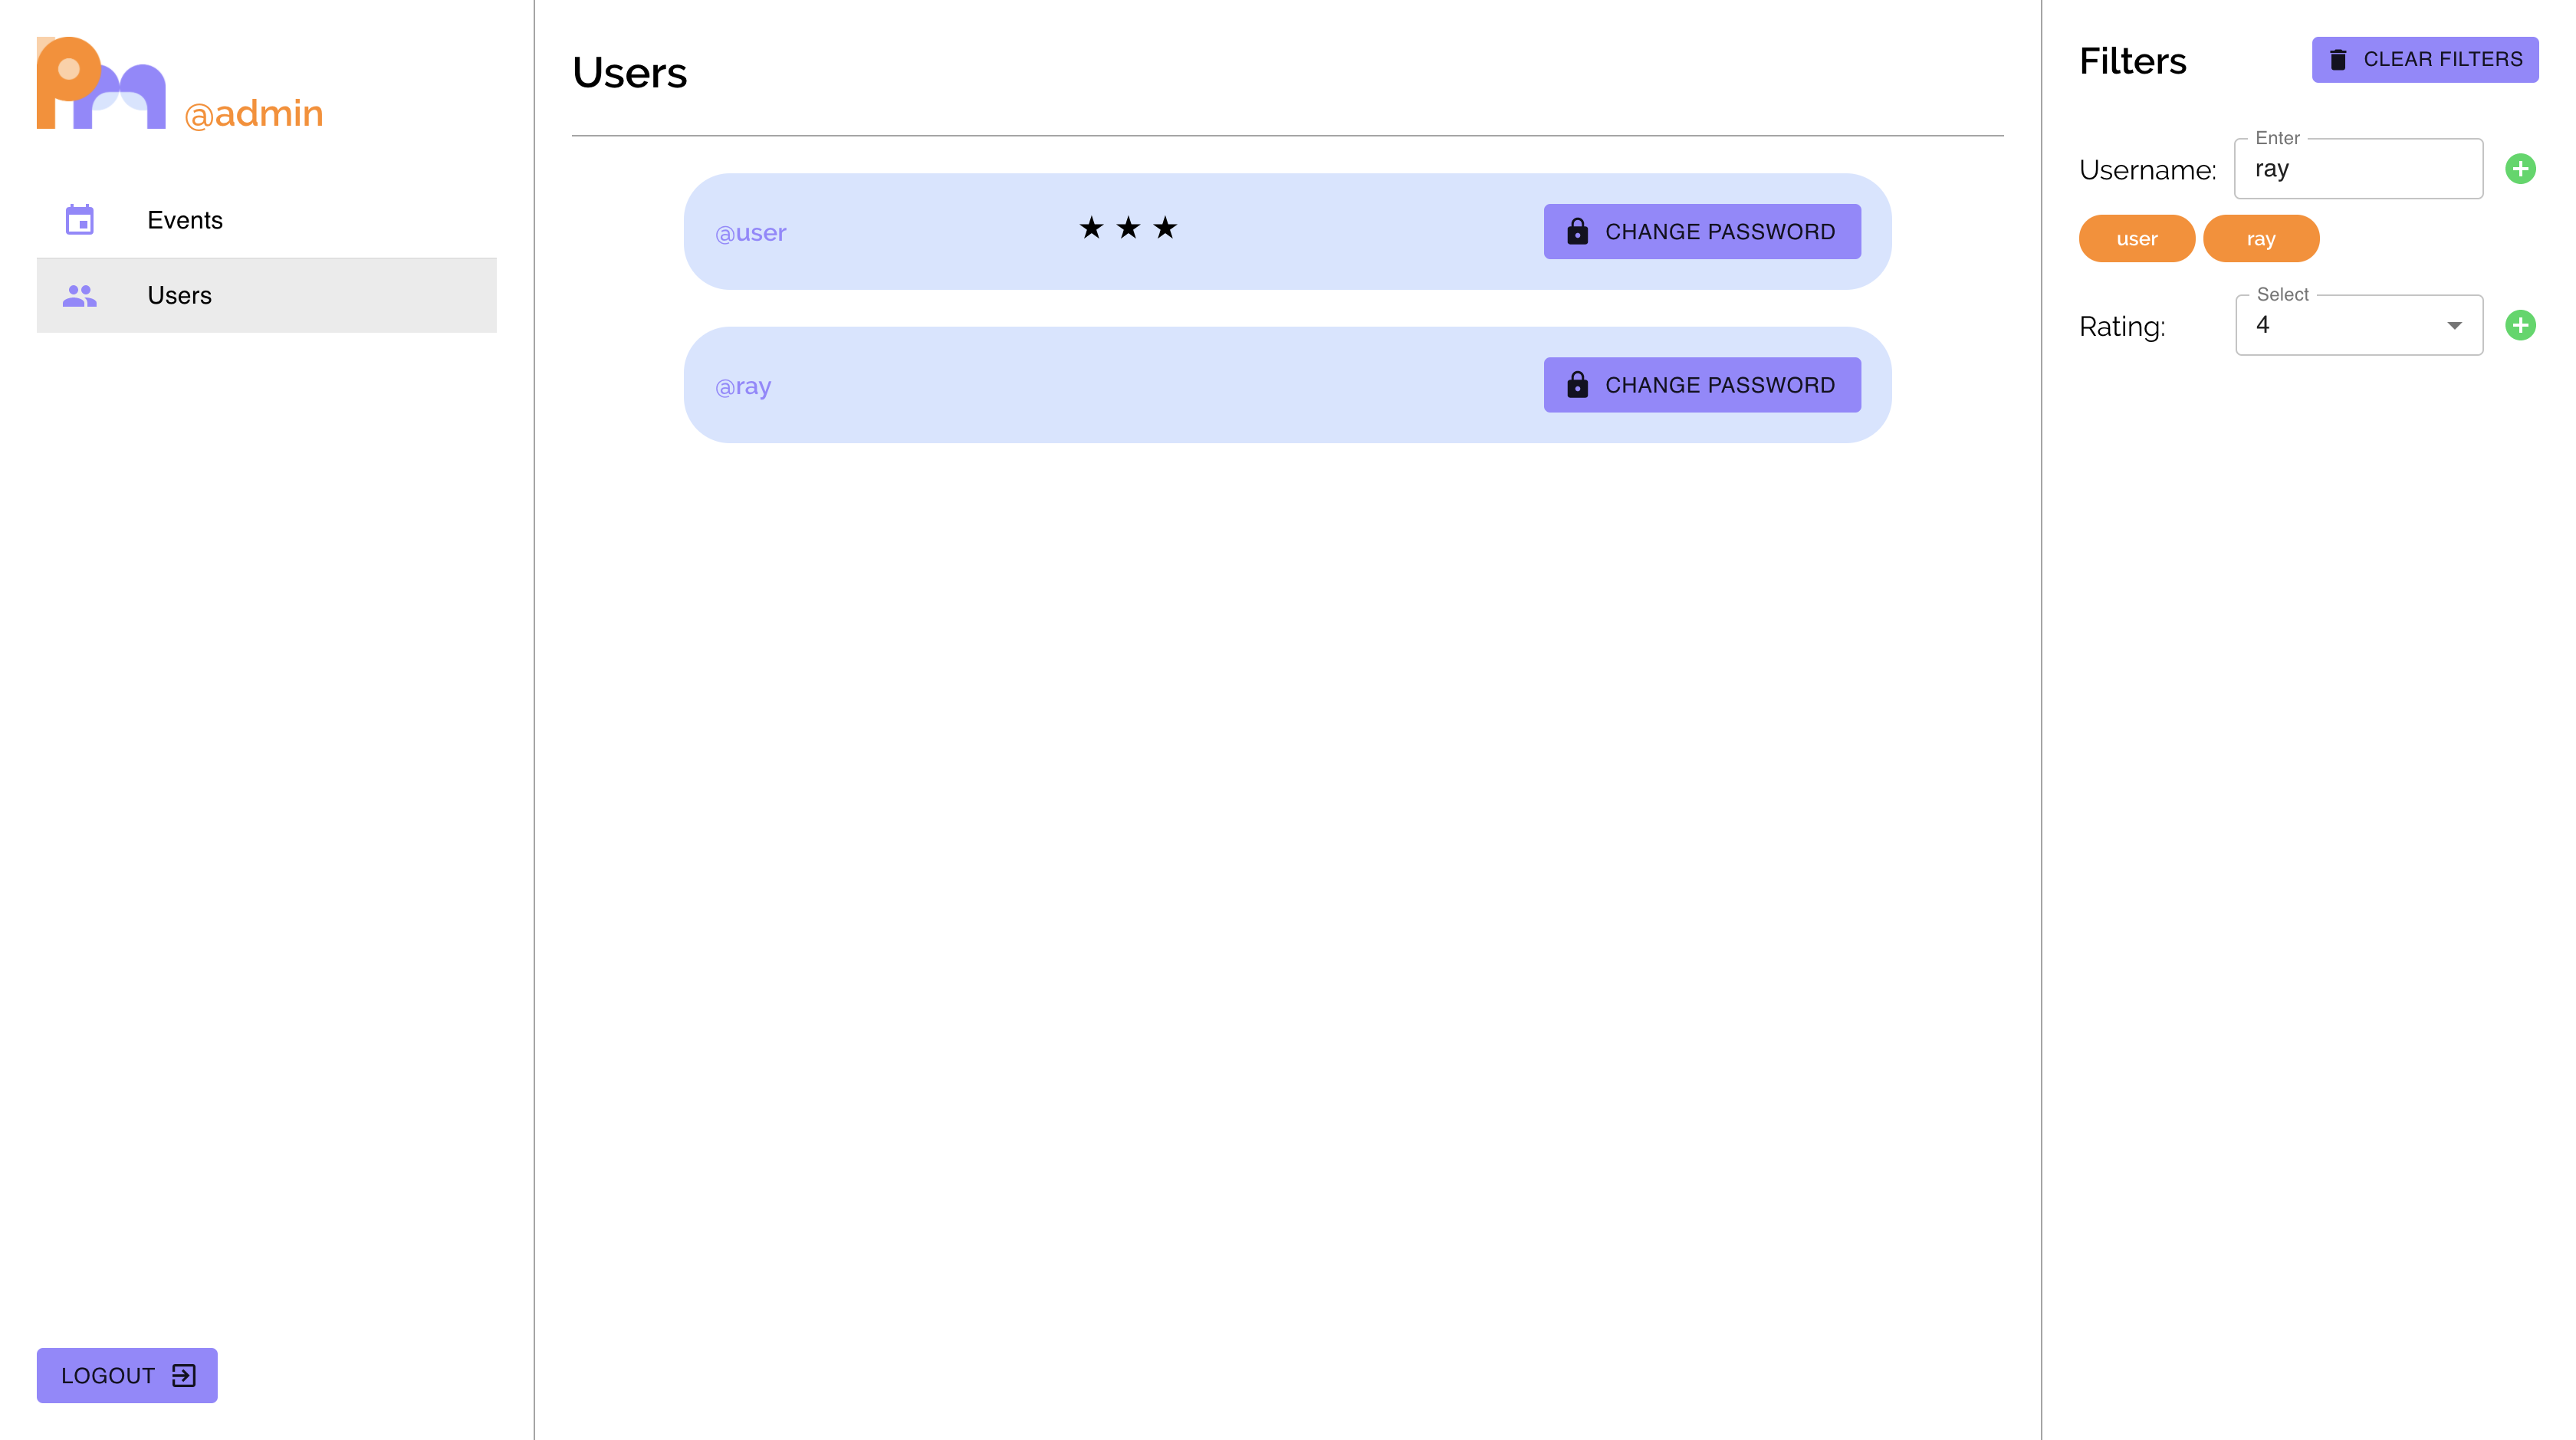 Pm @admin
Events
Users
LOGOUT
Users
@user ★ ★ ★ CHANGE PASSWORD
@ray CHANGE PASSWORD
Filters CLEAR FILTERS
Enter
Username: ray
user ray
Select
Rating: 4